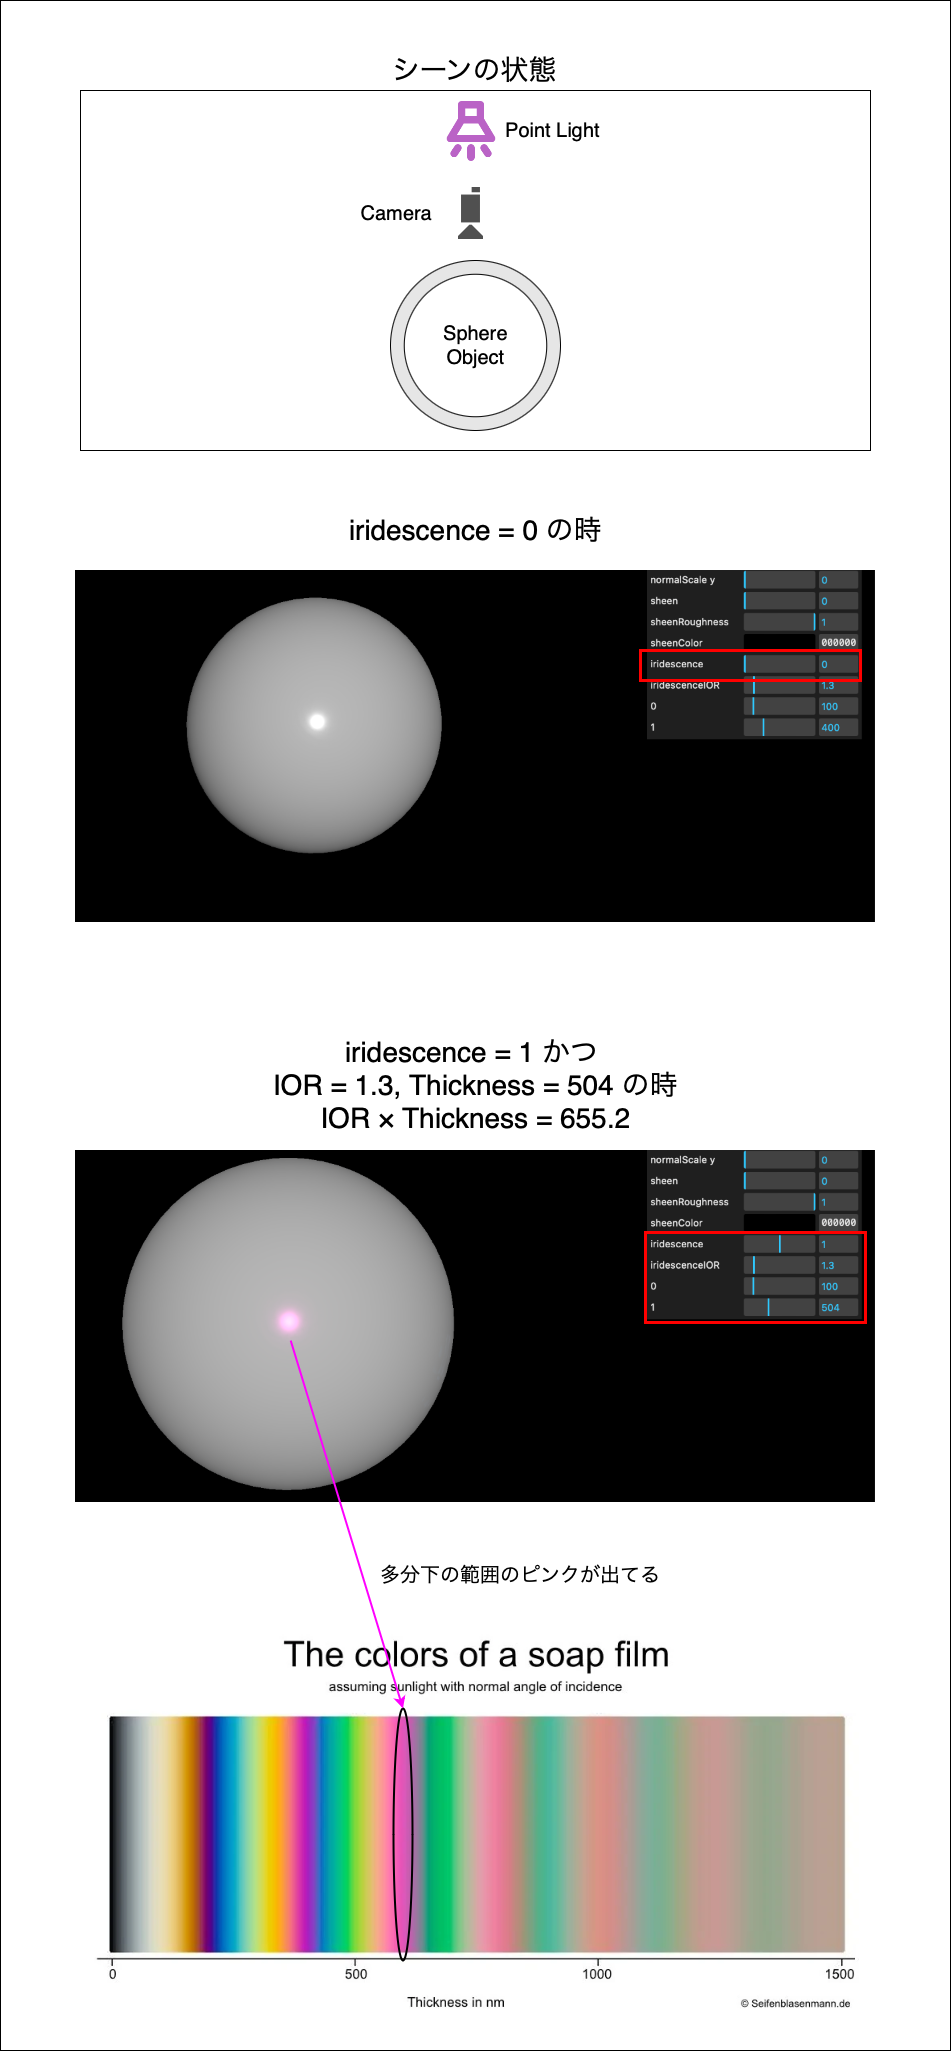 シーンの状態
Point Light
Camera
Sphere
Object
iridescence = 0 の時
normalScale y 0
sheen 0
sheenRoughness 1
sheenColor 000000
iridescence 0
iridescenceIOR 1.3
0 100
1 400
iridescence = 1 かつ
IOR = 1.3, Thickness = 504 の時
IOR × Thickness = 655.2
normalScale y 0
sheen 0
sheenRoughness 1
sheenColor 000000
iridescence 1
iridescenceIOR 1.3
0 100
1 504
多分下の範囲のピンクが出てる
The colors of a soap film
assuming sunlight with normal angle of incidence
0 500 1000 1500
Thickness in nm
© Seifenblasenmann.de